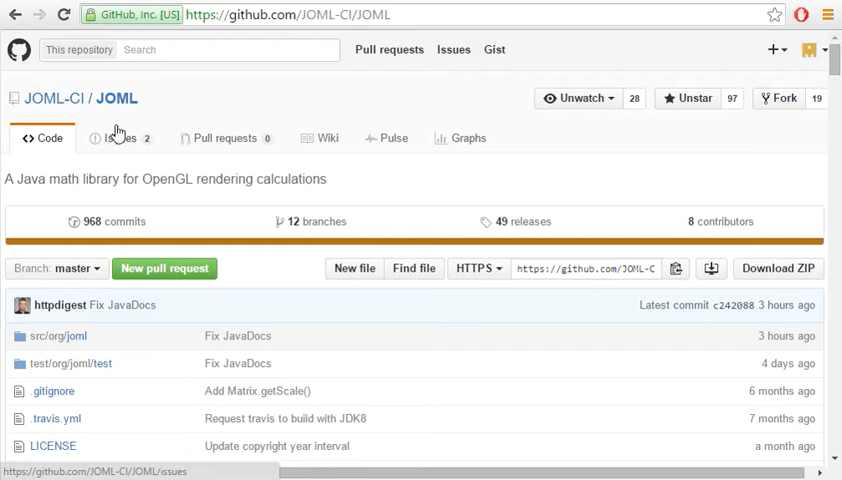 GitHub, Inc. [US] https://github.com/JOML-CI/JOML
This repository Search Pull requests Issues Gist
JOML-CI / JOML Unwatch 28 Unstar 97 Fork 19
Code Issues 2 Pull requests 0 Wiki Pulse Graphs
A Java math library for OpenGL rendering calculations
968 commits 12 branches 49 releases 8 contributors
Branch: master New pull request New file Find file HTTPS https://github.com/JOML-C Download ZIP
httpdigest Fix JavaDocs Latest commit c242088 3 hours ago
src/org/joml Fix JavaDocs 3 hours ago
test/org/joml/test Fix JavaDocs 4 days ago
.gitignore Add Matrix.getScale() 6 months ago
.travis.yml Request travis to build with JDK8 7 months ago
LICENSE Update copyright year interval a month ago
https://github.com/JOML-CI/JOML/issues